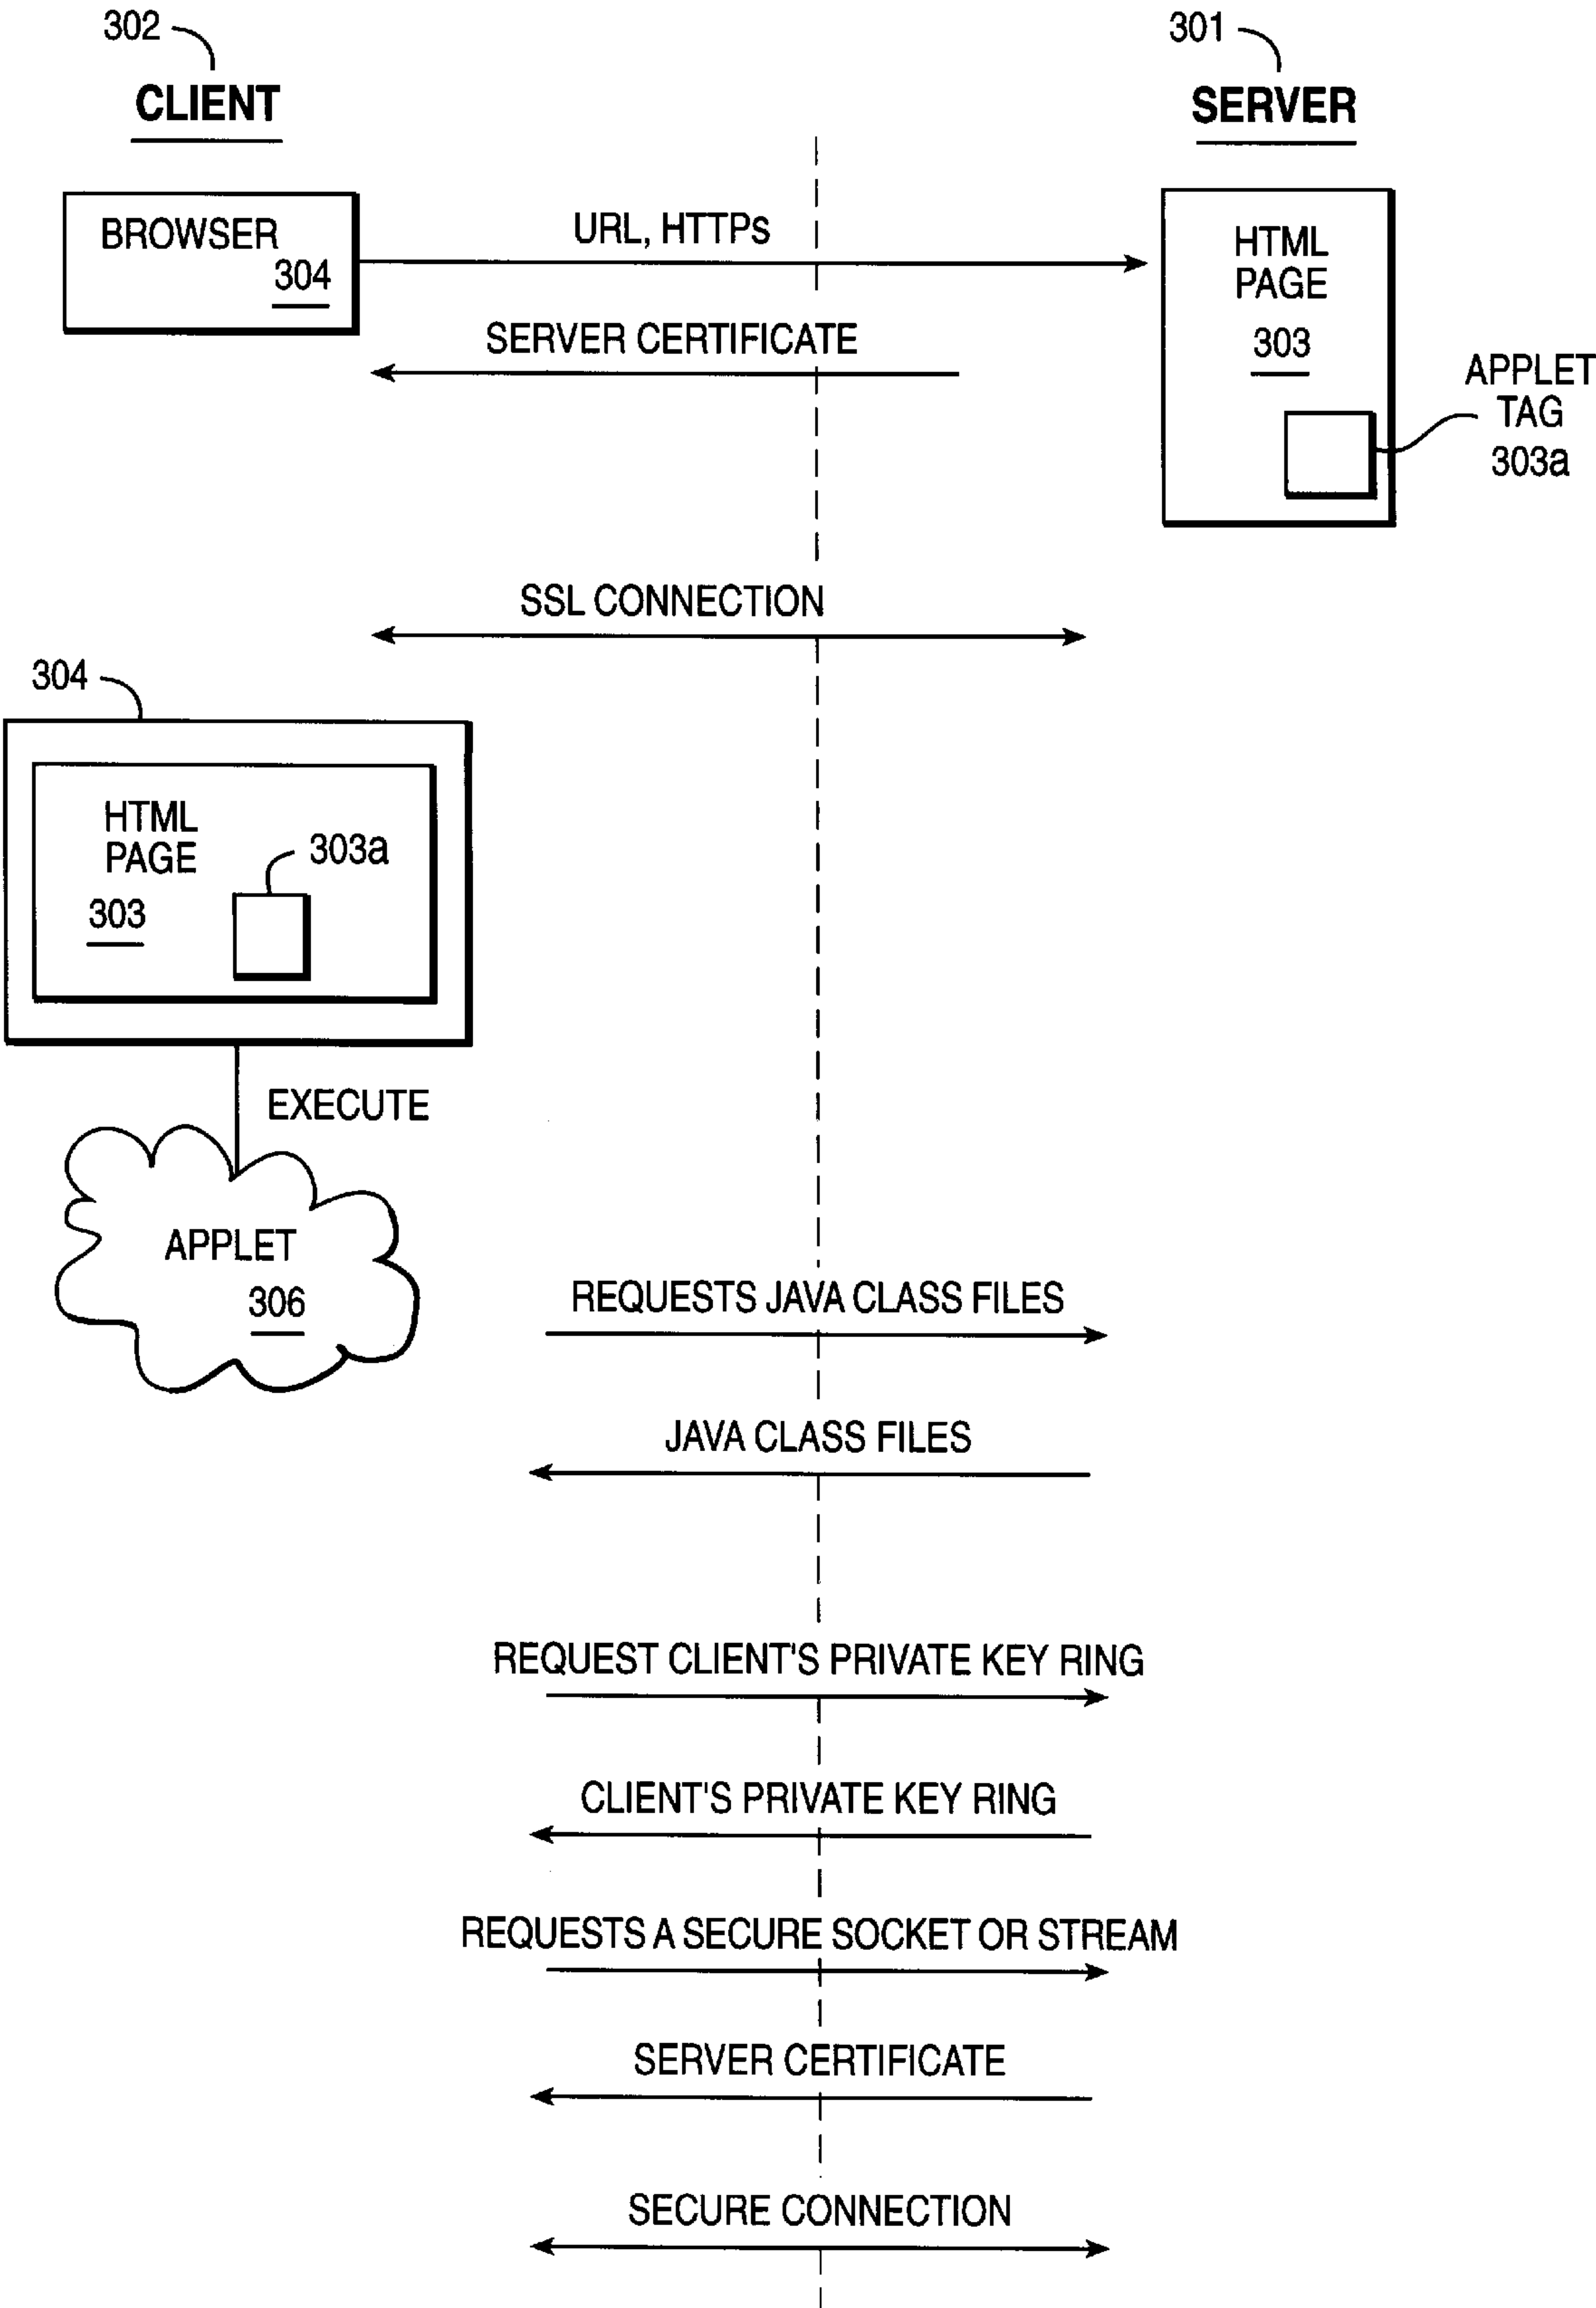 302
301
CLIENT
SERVER
BROWSER
304
URL, HTTPs
HTML
PAGE
303
SERVER CERTIFICATE
APPLET
TAG
303a
SSL CONNECTION
304
HTML
PAGE
303
303a
EXECUTE
APPLET
306
REQUESTS JAVA CLASS FILES
JAVA CLASS FILES
REQUEST CLIENT'S PRIVATE KEY RING
CLIENT'S PRIVATE KEY RING
REQUESTS A SECURE SOCKET OR STREAM
SERVER CERTIFICATE
SECURE CONNECTION